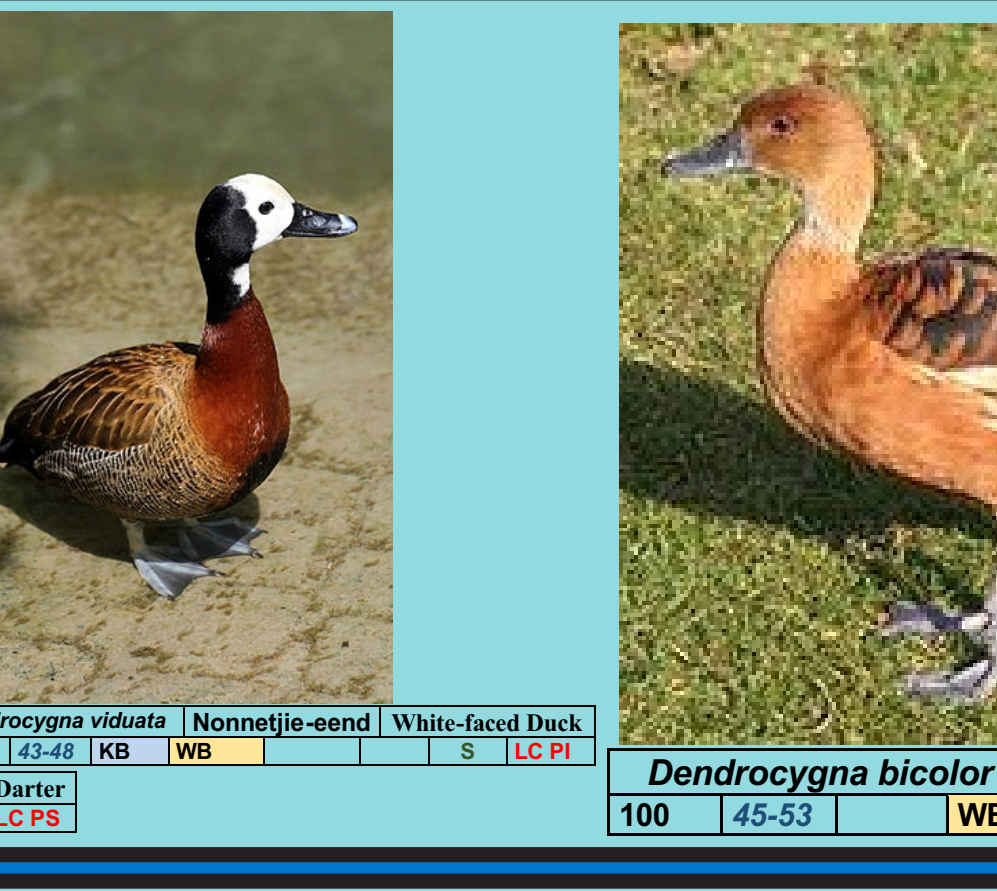 rocygna viduata Nonnetjie-eend White-faced Duck
43-48 KB WB S LC PI
Darter
LC PS
Dendrocygna bicolor
100 45-53 WB